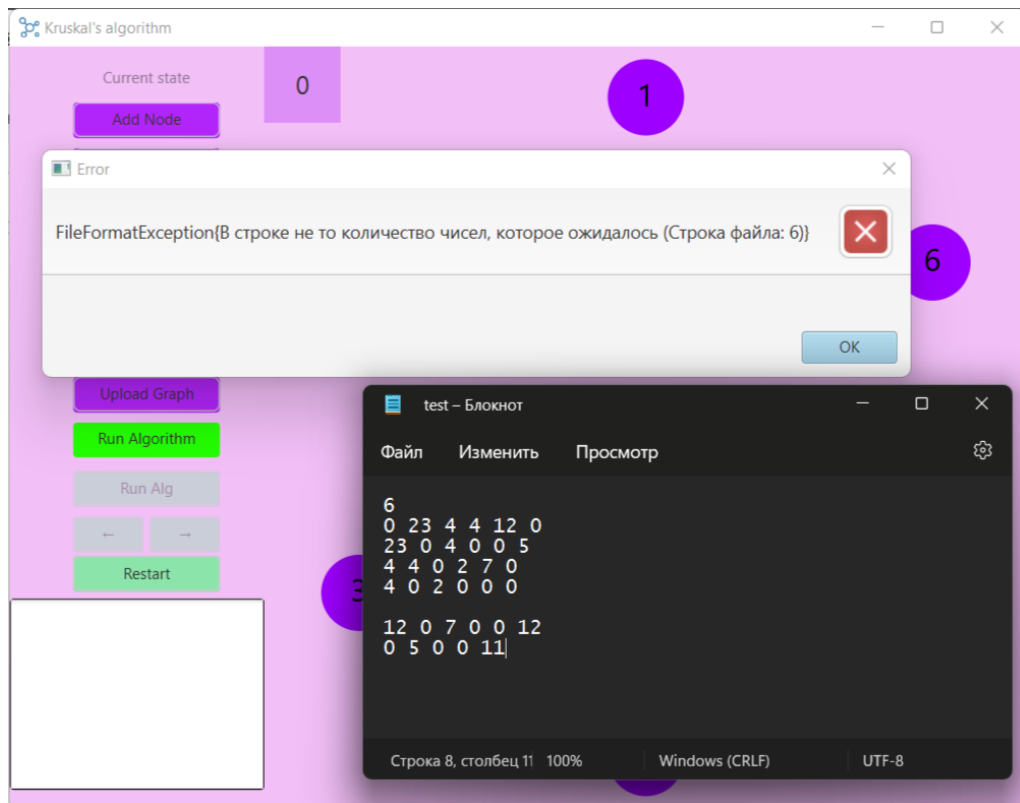 Kruskal's algorithm
Current state
0
1
Add Node
Error
FileFormatException{В строке не то количество чисел, которое ожидалось (Строка файла: 6)}
6
OK
Upload Graph
Run Algorithm
Run Alg
← →
Restart
3
test – Блокнот
Файл Изменить Просмотр
6
0 23 4 4 12 0
23 0 4 0 0 5
4 4 0 2 7 0
4 0 2 0 0 0
12 0 7 0 0 12
0 5 0 0 11
Строка 8, столбец 11 100% Windows (CRLF) UTF-8